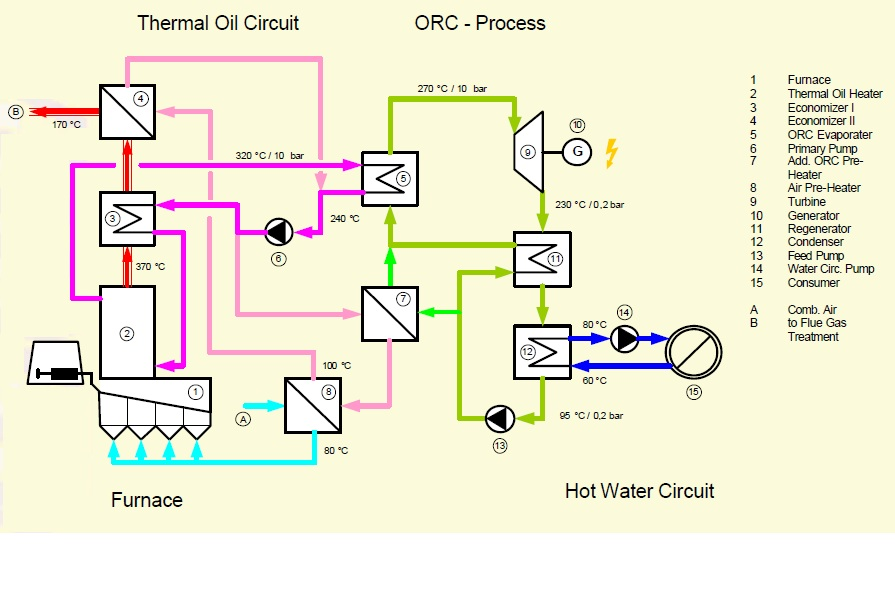 Thermal Oil Circuit
ORC - Process
270 °C / 10 bar
B
170 °C
4
320 °C / 10 bar
5
9
10
G
3
240 °C
230 °C / 0,2 bar
6
370 °C
11
7
2
80 °C
14
12
100 °C
60 °C
1
8
15
A
95 °C / 0,2 bar
13
80 °C
Furnace
Hot Water Circuit
1 Furnace
2 Thermal Oil Heater
3 Economizer I
4 Economizer II
5 ORC Evaporater
6 Primary Pump
7 Add. ORC Pre-
Heater
8 Air Pre-Heater
9 Turbine
10 Generator
11 Regenerator
12 Condenser
13 Feed Pump
14 Water Circ. Pump
15 Consumer
A Comb. Air
B to Flue Gas
Treatment